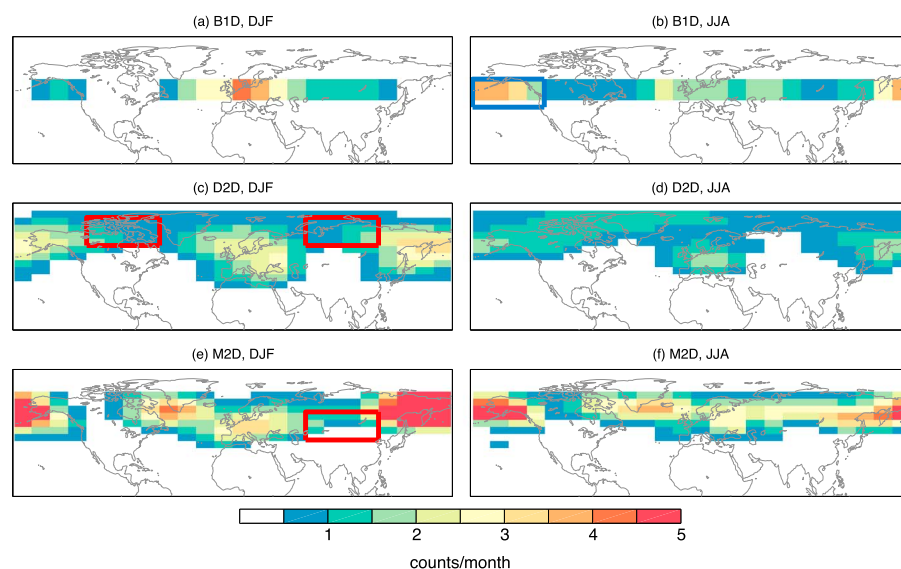 (a) B1D, DJF
(b) B1D, JJA
(c) D2D, DJF
(d) D2D, JJA
(e) M2D, DJF
(f) M2D, JJA
1 2 3 4 5
counts/month